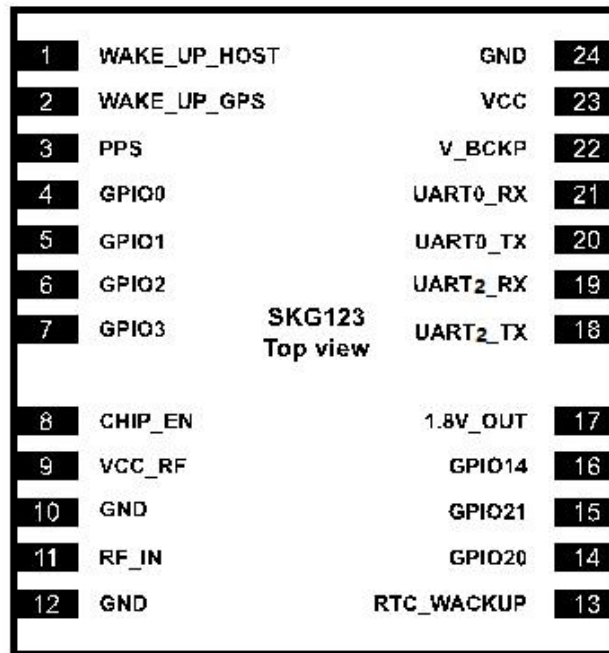 1 WAKE_UP_HOST GND 24
2 WAKE_UP_GPS VCC 23
3 PPS V_BCKP 22
4 GPIO0 UART0_RX 21
5 GPIO1 UART0_TX 20
6 GPIO2 UART2_RX 19
7 GPIO3 UART2_TX 18
SKG123
Top view
8 CHIP_EN 1.8V_OUT 17
9 VCC_RF GPIO14 16
10 GND GPIO21 15
11 RF_IN GPIO20 14
12 GND RTC_WACKUP 13